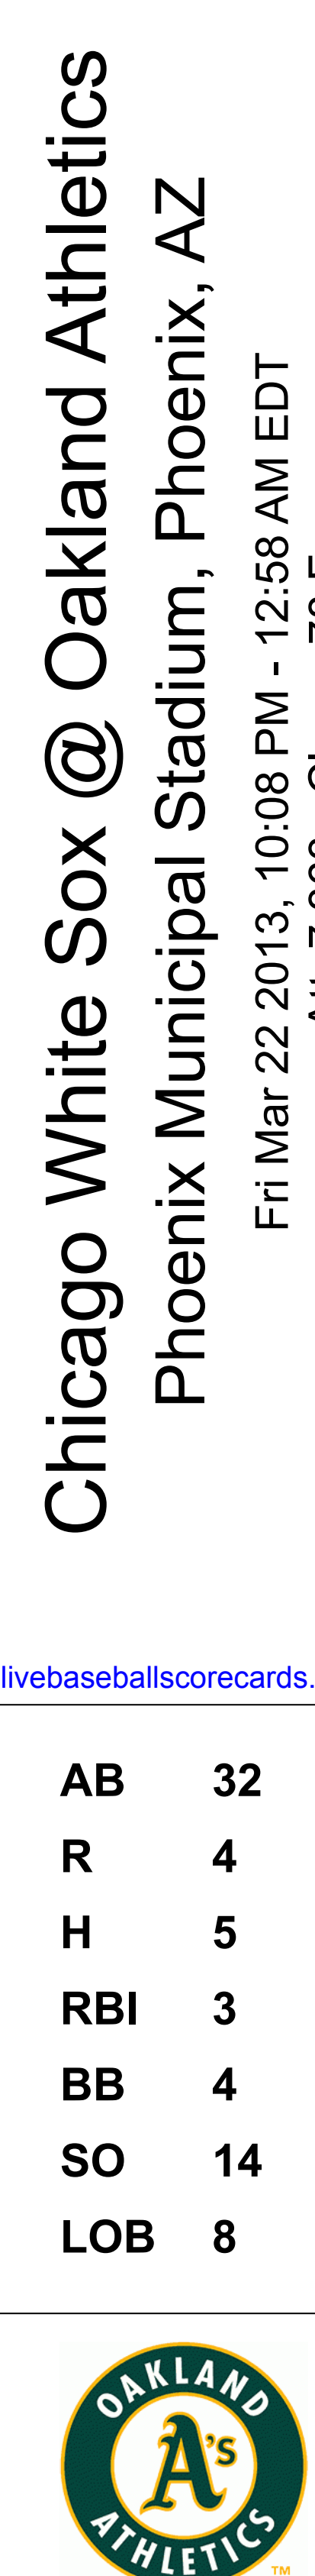 Chicago White Sox @ Oakland Athletics
Phoenix Municipal Stadium, Phoenix, AZ
Fri Mar 22 2013, 10:08 PM - 12:58 AM EDT
livebaseballscorecards.
AB 32
R 4
H 5
RBI 3
BB 4
SO 14
LOB 8
OAKLAND
A's
ATHLETICS
TM